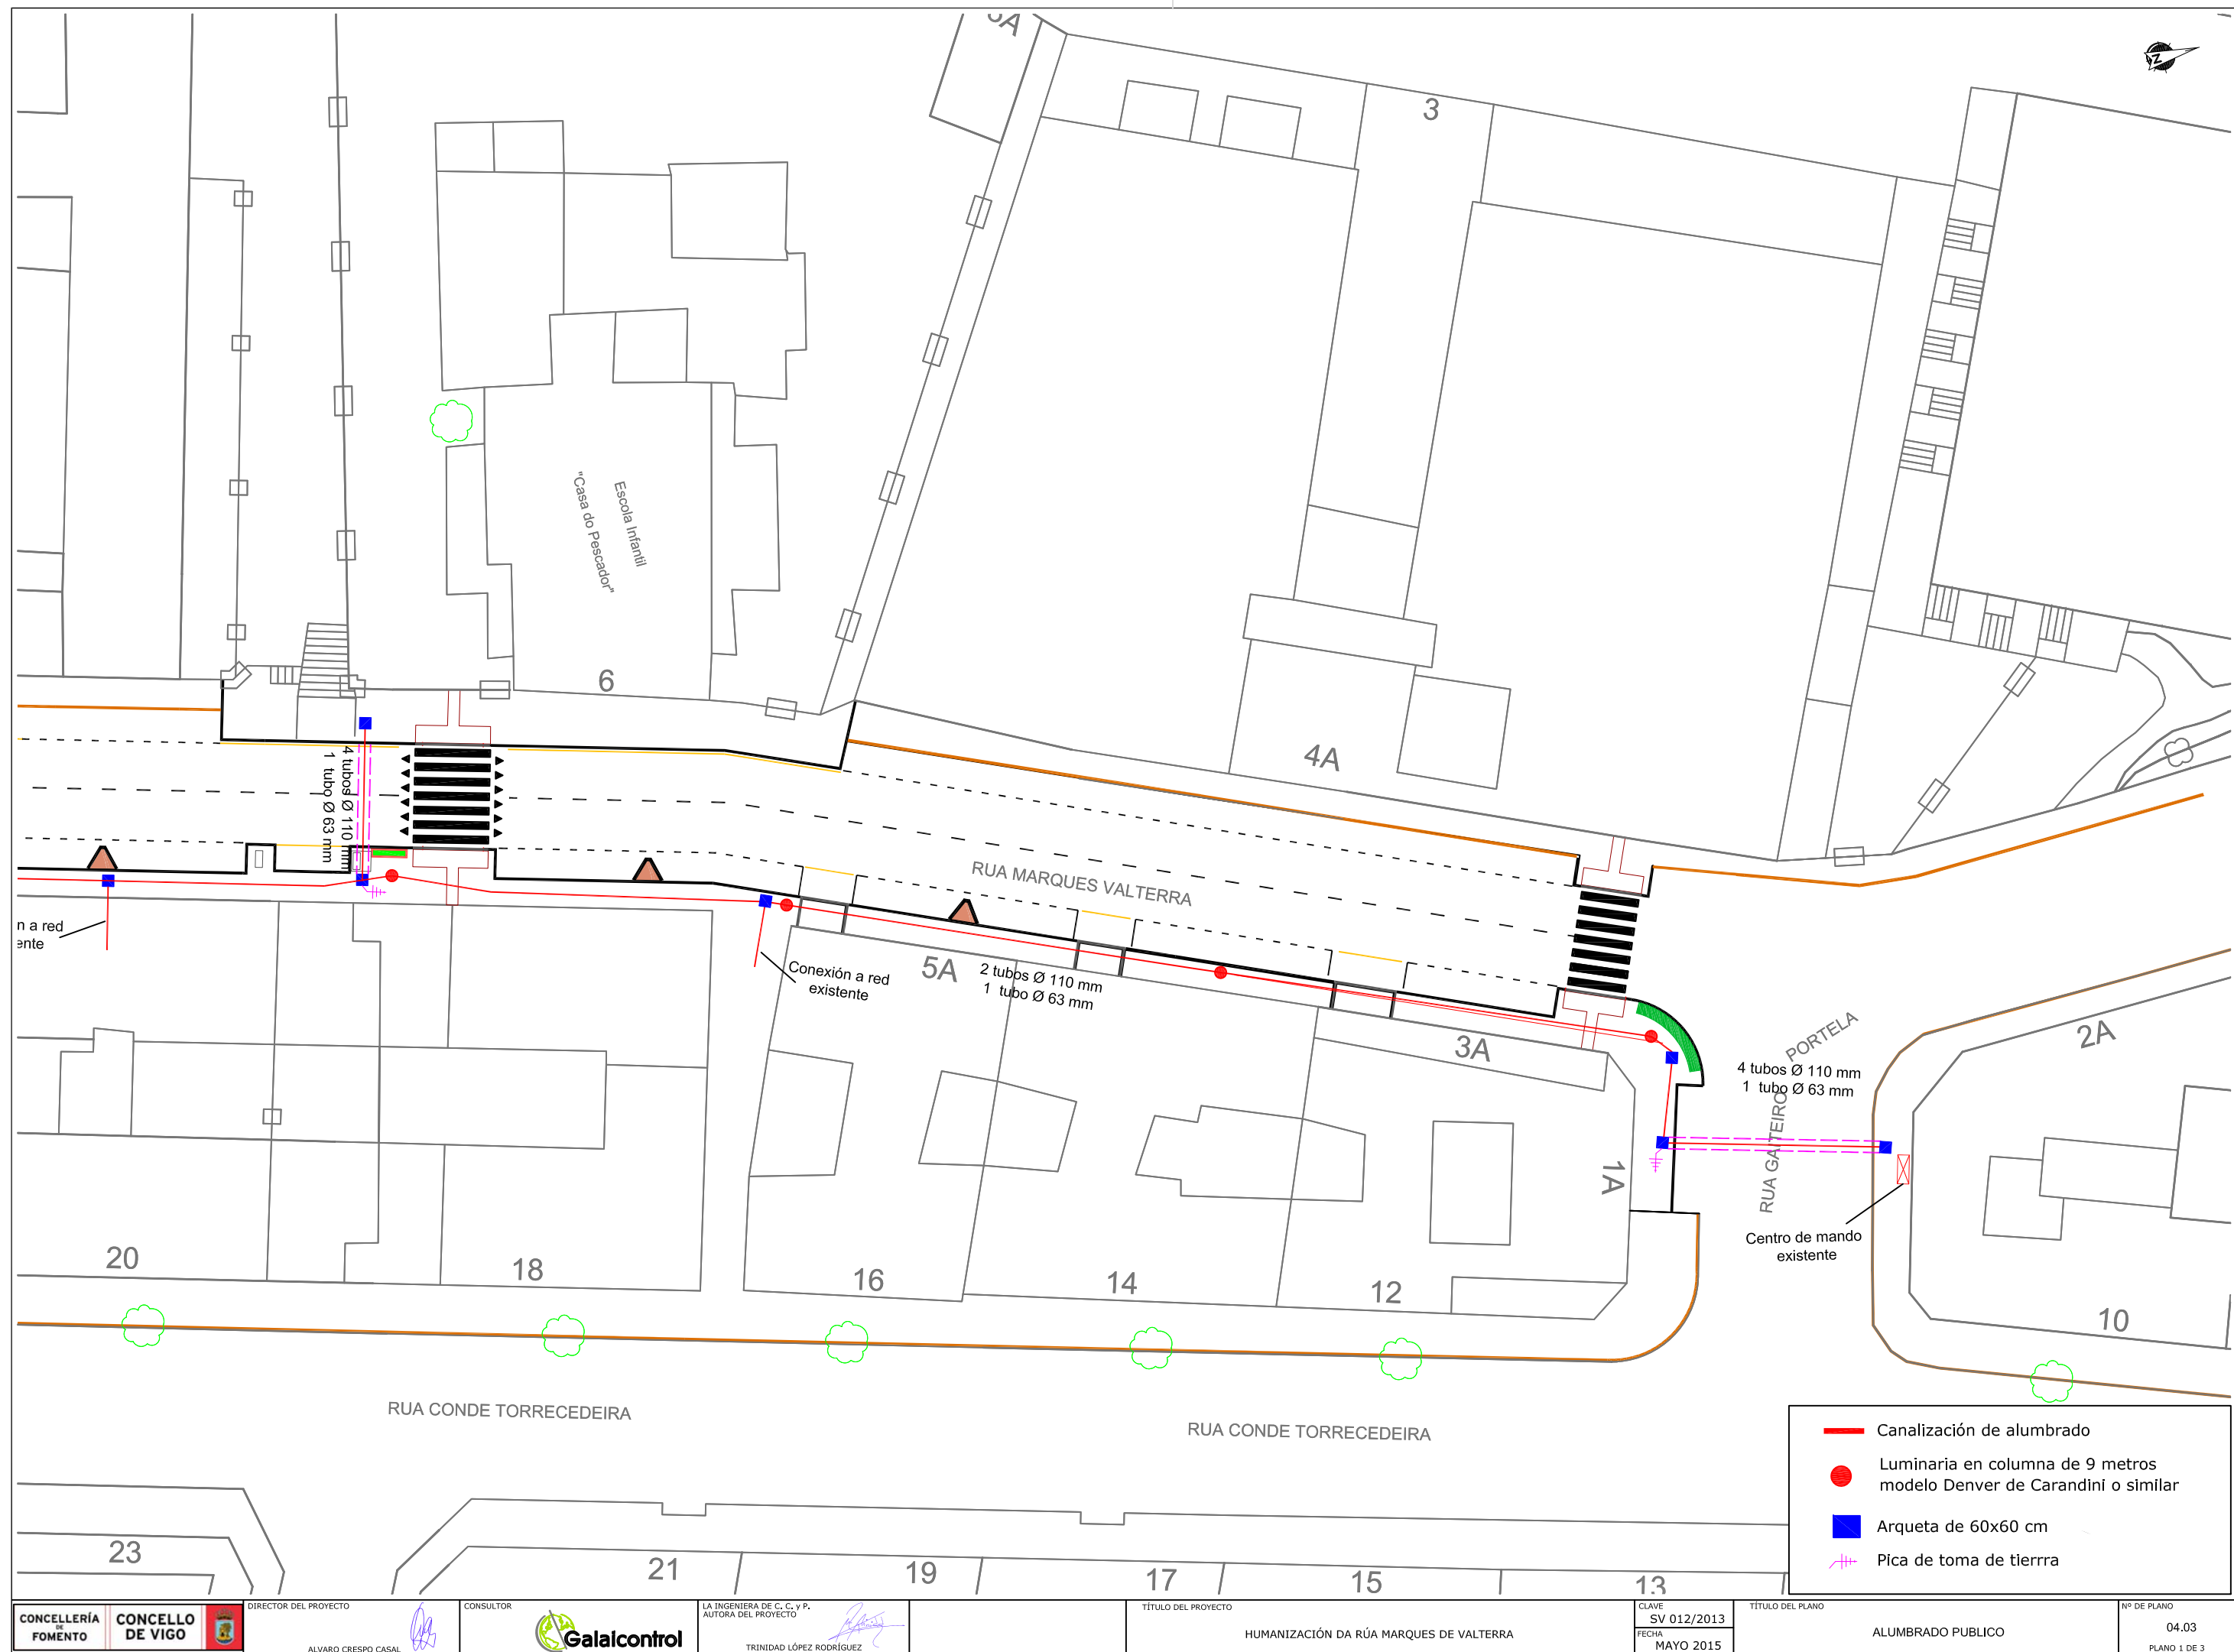 3
"Casa do Pescador"
Escola Infantil
6
4A
4 tubos Ø 110
1 tubo Ø 63 mm
RUA MARQUES VALTERRA
n a red
ente
Conexión a red
existente
5A
2 tubos Ø 110 mm
1 tubo Ø 63 mm
3A
RUA GAITEIRO
PORTELA
2A
4 tubos Ø 110 mm
1 tubo Ø 63 mm
1A
Centro de mando
existente
20
18
16
14
12
10
RUA CONDE TORRECEDEIRA
RUA CONDE TORRECEDEIRA
Canalización de alumbrado
Luminaria en columna de 9 metros
modelo Denver de Carandini o similar
Arqueta de 60x60 cm
Pica de toma de tierrra
23
21
19
17
15
13
CONCELLERÍA
DE
FOMENTO
CONCELLO
DE VIGO
DIRECTOR DEL PROYECTO
ALVARO CRESPO CASAL
CONSULTOR
Galaicontrol
LA INGENIERA DE C. C. y P.
AUTORA DEL PROYECTO
TRINIDAD LÓPEZ RODRÍGUEZ
TÍTULO DEL PROYECTO
HUMANIZACIÓN DA RÚA MARQUES DE VALTERRA
CLAVE
SV 012/2013
FECHA
MAYO 2015
TÍTULO DEL PLANO
ALUMBRADO PUBLICO
Nº DE PLANO
04.03
PLANO 1 DE 3